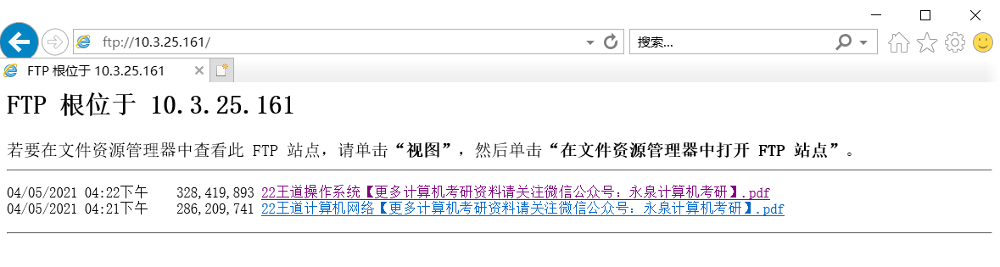 ftp://10.3.25.161/
搜索...
FTP 根位于 10.3.25.161
FTP 根位于 10.3.25.161
若要在文件资源管理器中查看此 FTP 站点，请单击“视图”，然后单击“在文件资源管理器中打开 FTP 站点”。
04/05/2021 04:22下午 328,419,893 22王道操作系统【更多计算机考研资料请关注微信公众号：永泉计算机考研】.pdf
04/05/2021 04:21下午 286,209,741 22王道计算机网络【更多计算机考研资料请关注微信公众号：永泉计算机考研】.pdf